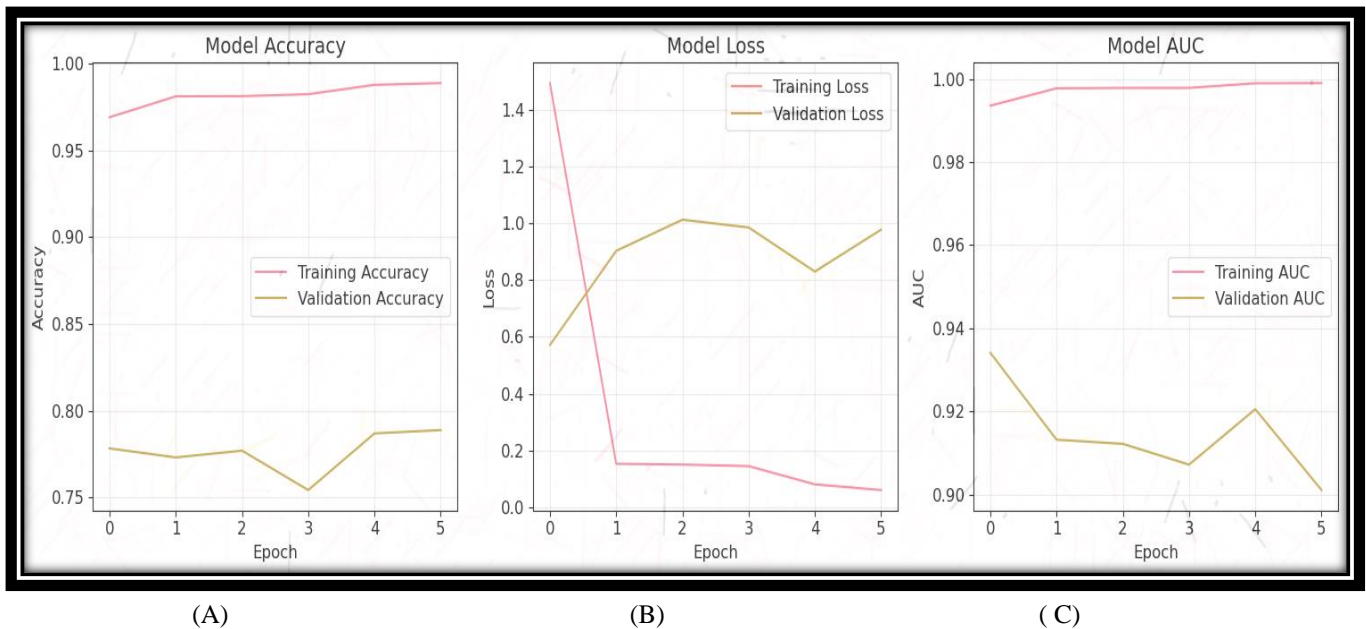 Model Accuracy
1.00
0.95
0.90
0.85
0.80
0.75
Accuracy
Training Accuracy
Validation Accuracy
0 1 2 3 4 5
Epoch
Model Loss
1.4
1.2
1.0
0.8
0.6
0.4
0.2
0.0
Loss
Training Loss
Validation Loss
0 1 2 3 4 5
Epoch
Model AUC
1.00
0.98
0.96
0.94
0.92
0.90
AUC
Training AUC
Validation AUC
0 1 2 3 4 5
Epoch
(A) (B) ( C)